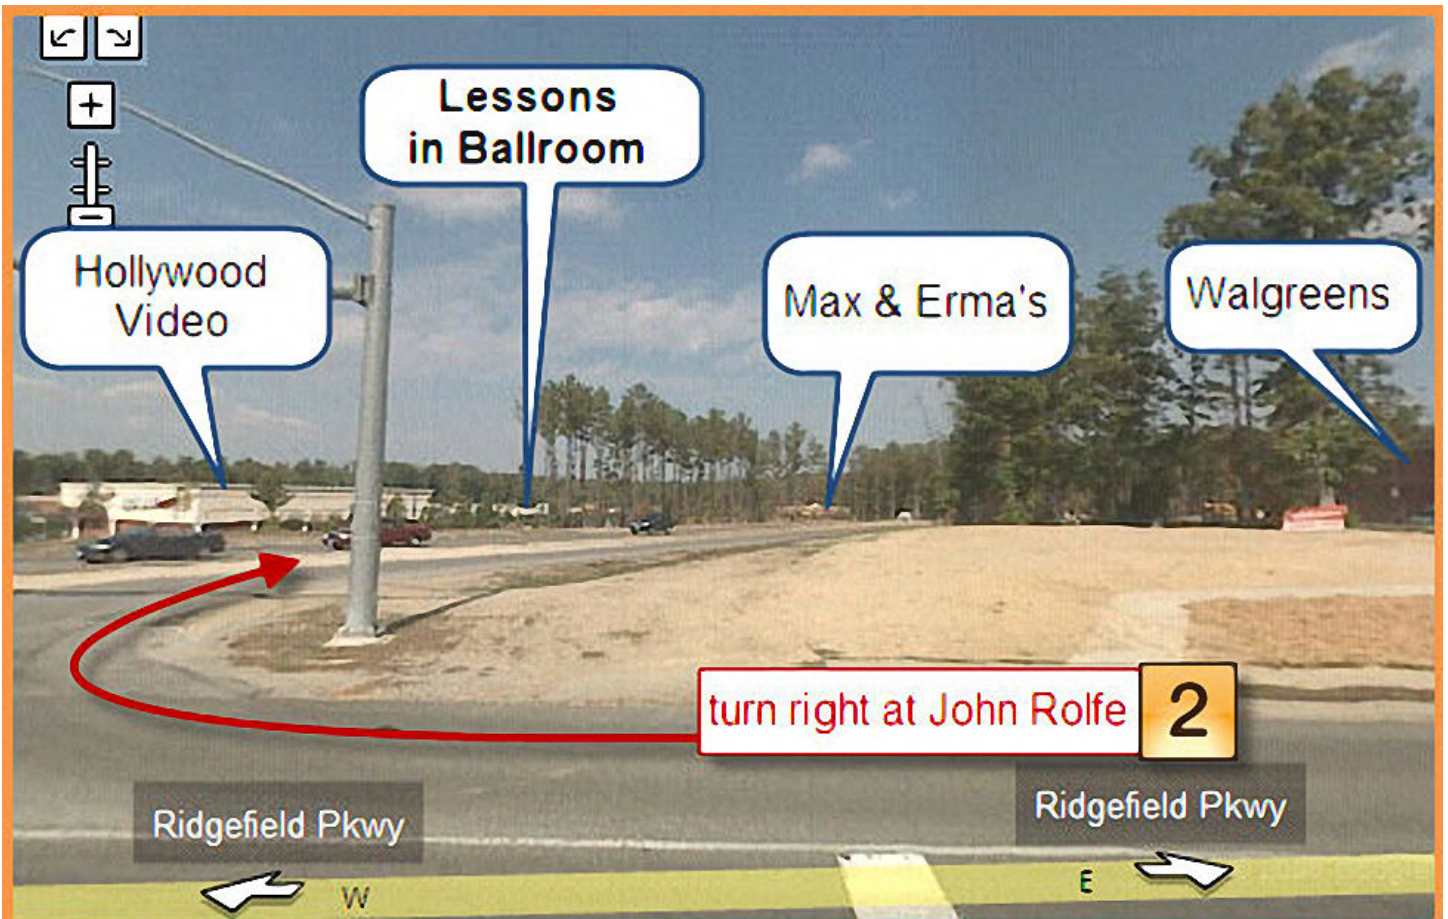 Lessons
in Ballroom
Hollywood
Video
Max & Erma's
Walgreens
turn right at John Rolfe 2
Ridgefield Pkwy
Ridgefield Pkwy
W
E